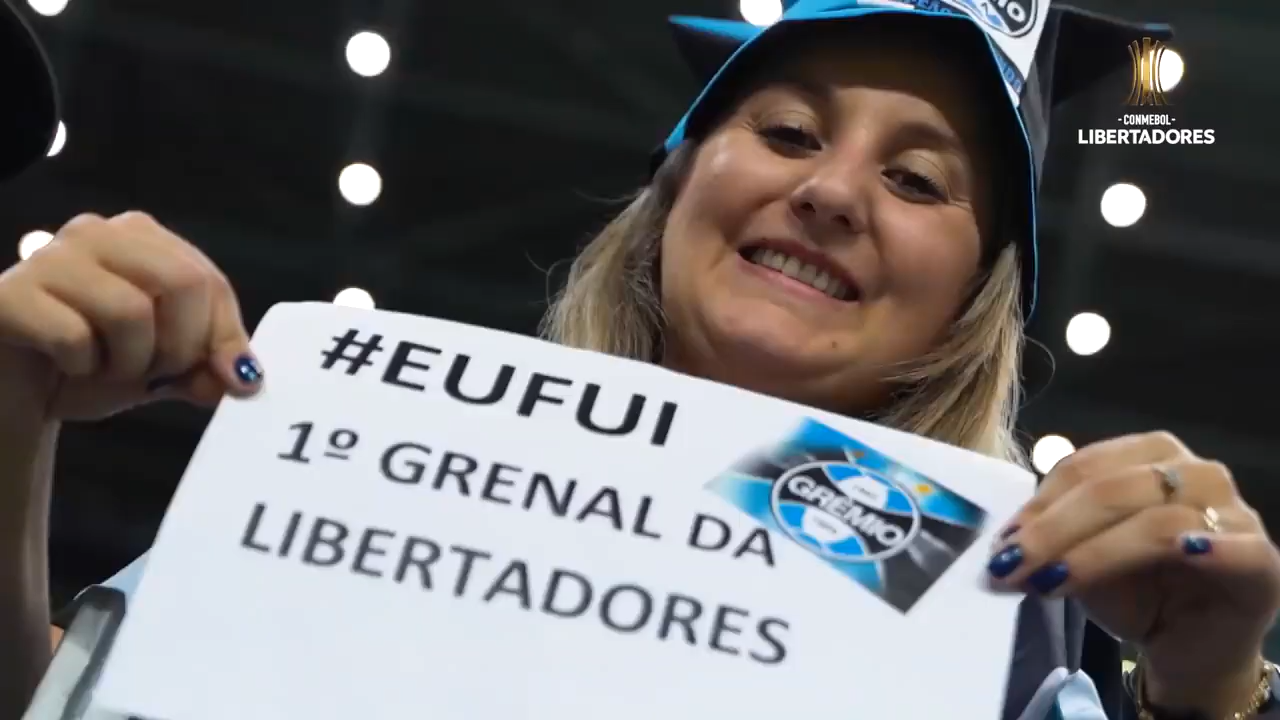 -CONMEBOL-
LIBERTADORES
#EUFUI
1º GRENAL DA
LIBERTADORES
GRÊMIO